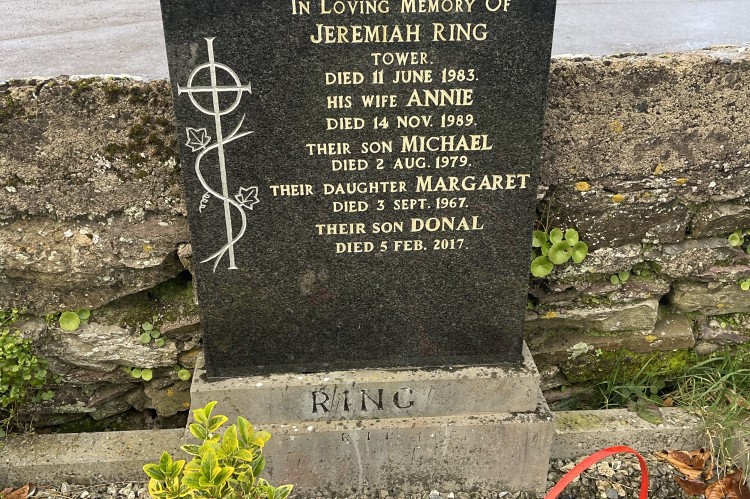 IN LOVING MEMORY OF
JEREMIAH RING
TOWER.
DIED 11 JUNE 1983.
HIS WIFE ANNIE
DIED 14 NOV. 1989.
THEIR SON MICHAEL
DIED 2 AUG. 1979.
THEIR DAUGHTER MARGARET
DIED 3 SEPT. 1967.
THEIR SON DONAL
DIED 5 FEB. 2017.
RING